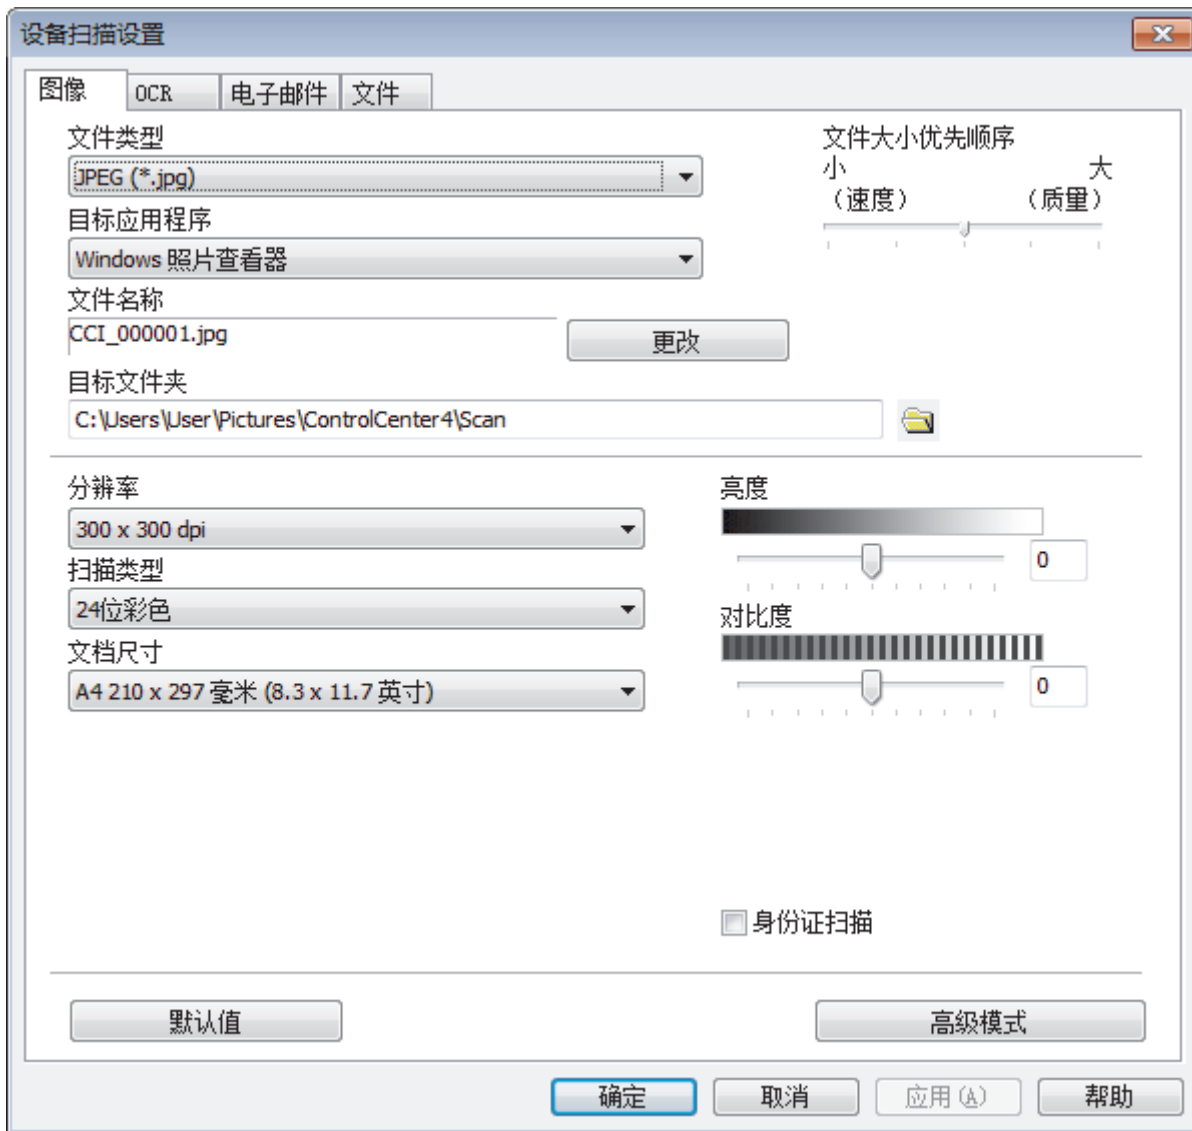 设备扫描设置
图像 OCR 电子邮件 文件
文件类型
JPEG (*.jpg)
目标应用程序
Windows 照片查看器
文件名称
CCI_000001.jpg
更改
目标文件夹
C:\Users\User\Pictures\ControlCenter4\Scan
文件大小优先顺序
小 大
(速度) (质量)
分辨率
300 x 300 dpi
扫描类型
24位彩色
文档尺寸
A4 210 x 297 毫米 (8.3 x 11.7 英寸)
亮度
0
对比度
0
身份证扫描
默认值 高级模式
确定 取消 应用(A) 帮助